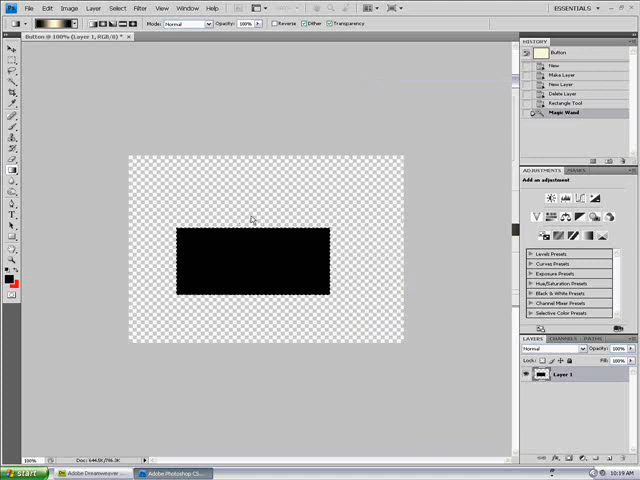 Ps File Edit Image Layer Select Filter View Window Help 100% ESSENTIALS
Mode: Normal Opacity: 100% Reverse Dither Transparency
Button @ 100% (Layer 1, RGB/8) * ×
HISTORY
Button
New
Make Layer
New Layer
Delete Layer
Rectangle Tool
Magic Wand
ADJUSTMENTS MASKS
Add an adjustment
Levels Presets
Curves Presets
Exposure Presets
Hue/Saturation Presets
Black & White Presets
Channel Mixer Presets
Selective Color Presets
LAYERS CHANNELS PATHS
Normal Opacity: 100%
Lock: Fill: 100%
Layer 1
100% Doc:
start Adobe Dreamweaver ... Adobe Photoshop CS... 10:19 AM